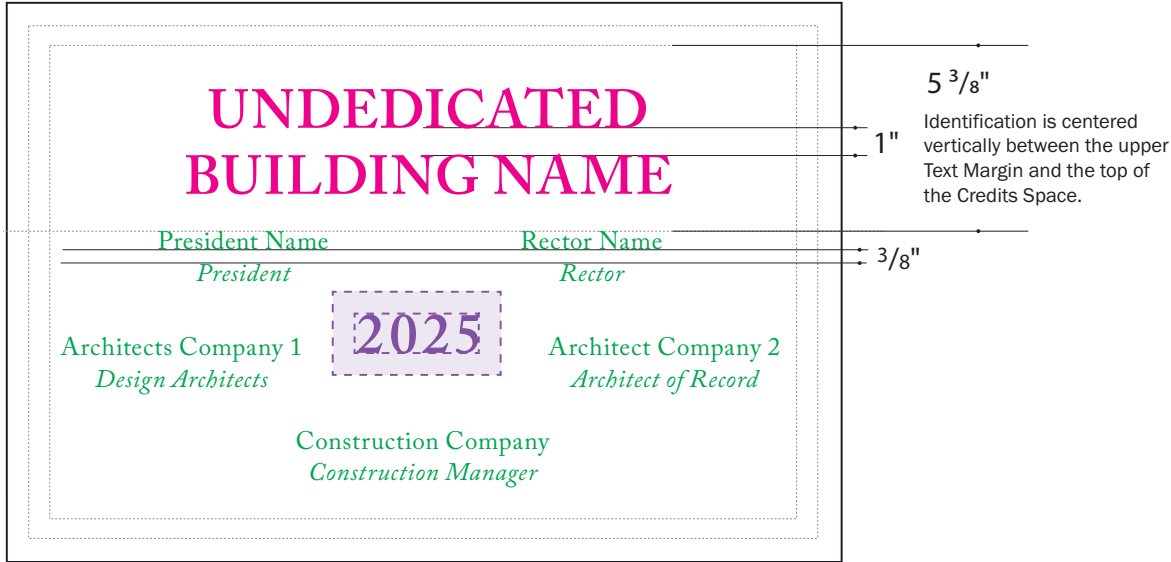 UNDEDICATED
BUILDING NAME
5 3/8"
1"
Identification is centered
vertically between the upper
Text Margin and the top of
the Credits Space.
President Name
President
Rector Name
Rector
3/8"
2025
Architects Company 1
Design Architects
Architect Company 2
Architect of Record
Construction Company
Construction Manager